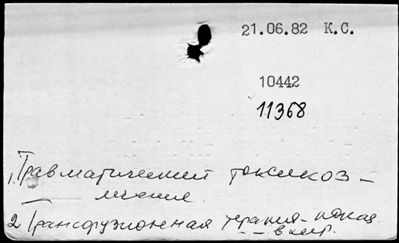 21.06.82 К.С.
10442
11368
1, Травматический токсикоз –
лечение.
2 Трансфузионная терапия -